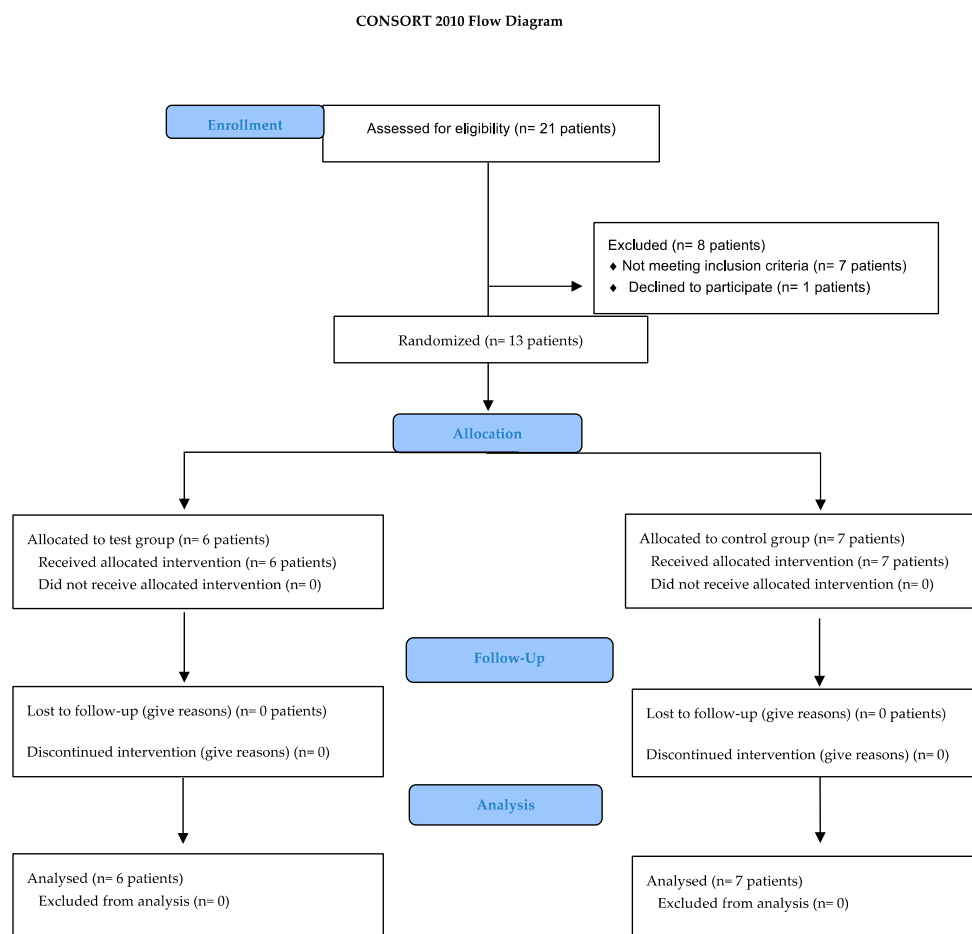 CONSORT 2010 Flow Diagram
Enrollment
Assessed for eligibility (n= 21 patients)
Excluded (n= 8 patients)
♦ Not meeting inclusion criteria (n= 7 patients)
♦ Declined to participate (n= 1 patients)
Randomized (n= 13 patients)
Allocation
Allocated to test group (n= 6 patients)
Received allocated intervention (n= 6 patients)
Did not receive allocated intervention (n= 0)
Allocated to control group (n= 7 patients)
Received allocated intervention (n= 7 patients)
Did not receive allocated intervention (n= 0)
Follow-Up
Lost to follow-up (give reasons) (n= 0 patients)
Discontinued intervention (give reasons) (n= 0)
Lost to follow-up (give reasons) (n= 0 patients)
Discontinued intervention (give reasons) (n= 0)
Analysis
Analysed (n= 6 patients)
Excluded from analysis (n= 0)
Analysed (n= 7 patients)
Excluded from analysis (n= 0)